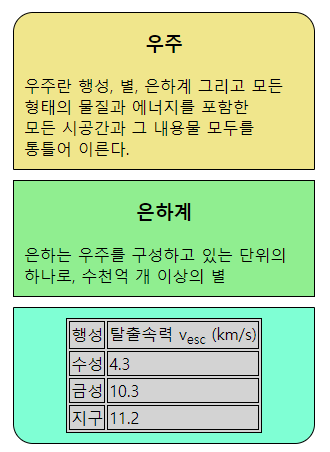 우주
우주란 행성, 별, 은하계 그리고 모든
형태의 물질과 에너지를 포함한
모든 시공간과 그 내용물 모두를
통틀어 이른다.
은하계
은하는 우주를 구성하고 있는 단위의
하나로, 수천억 개 이상의 별
행성 탈출속력 vesc (km/s)
수성 4.3
금성 10.3
지구 11.2